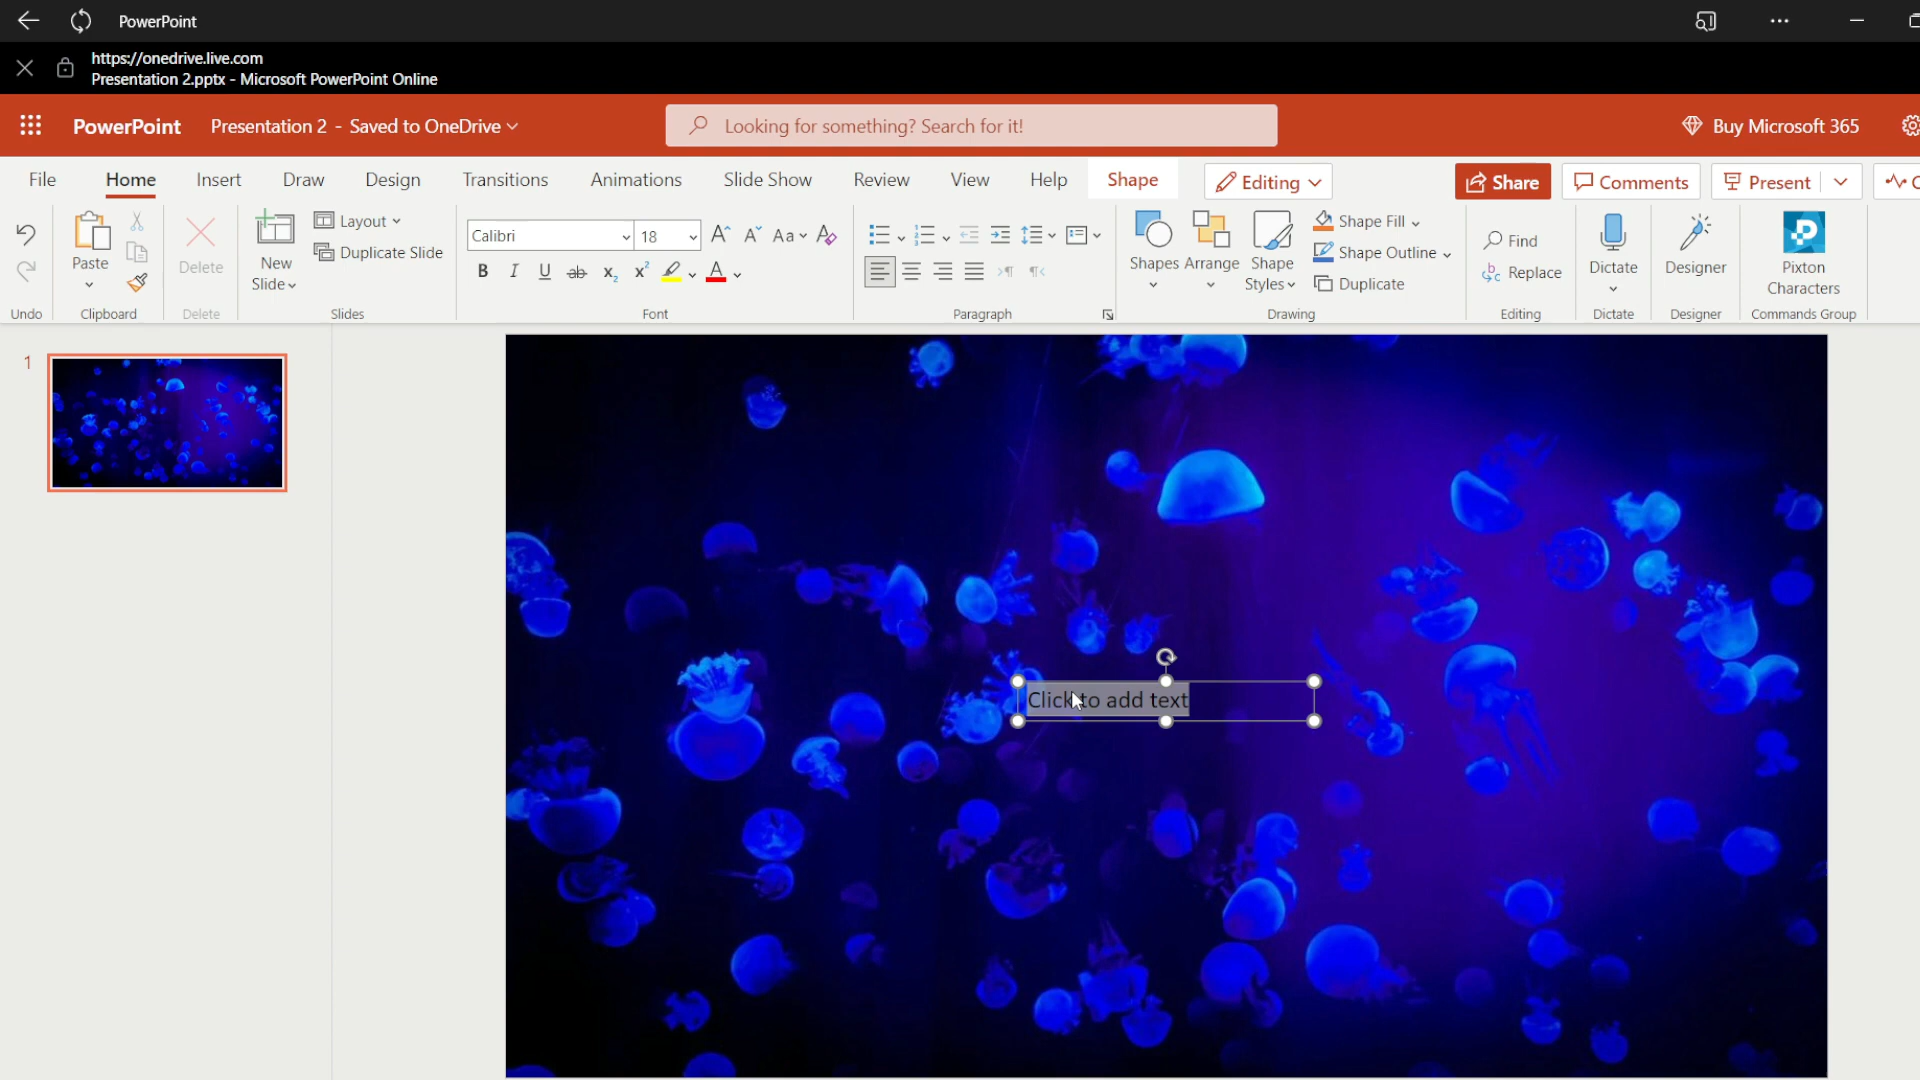 PowerPoint
https://onedrive.live.com
Presentation 2.pptx - Microsoft PowerPoint Online
PowerPoint Presentation 2 - Saved to OneDrive
Looking for something? Search for it!
Buy Microsoft 365
File Home Insert Draw Design Transitions Animations Slide Show Review View Help Shape Editing Share Comments Present
Paste
Delete
New
Slide
Layout
Duplicate Slide
Calibri 18
Aa
B I U ab X₂ X² A
Shapes Arrange Shape
Styles
Shape Fill
Shape Outline
Duplicate
Find
Replace
Dictate
Designer
Pixton
Characters
Undo Clipboard Delete Slides Font Paragraph Drawing Editing Dictate Designer Commands Group
1
Click to add text